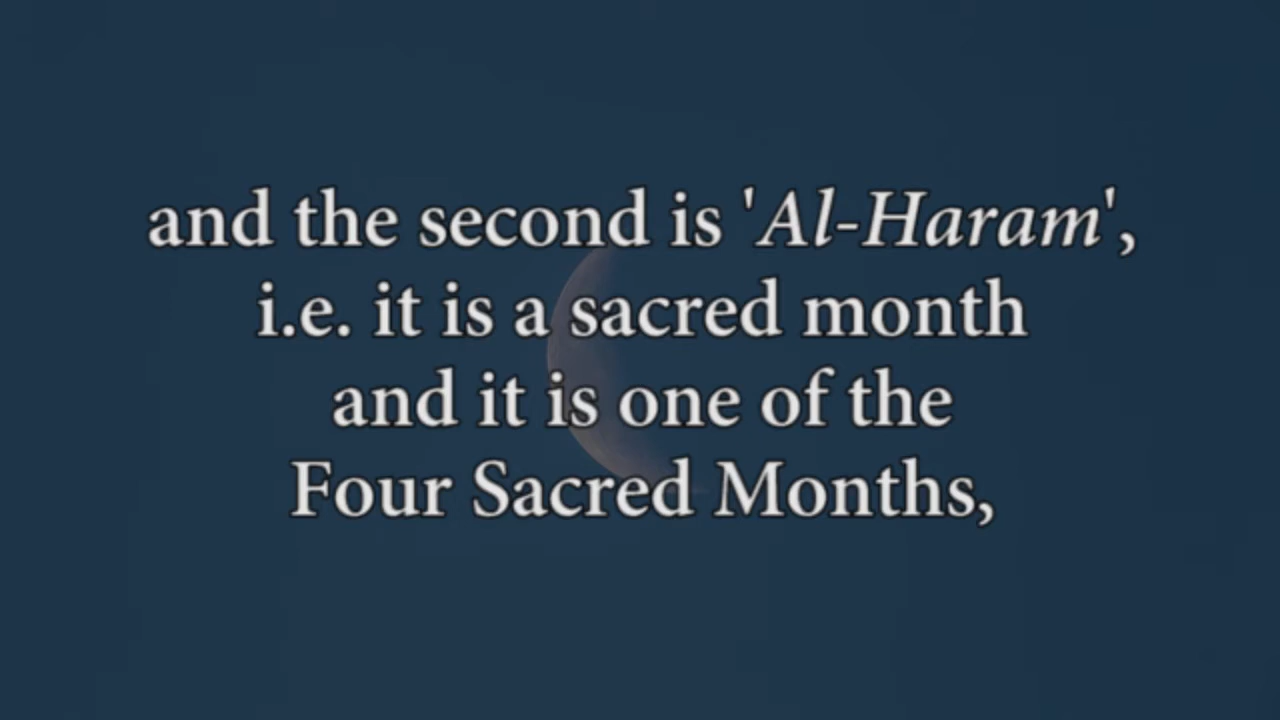 and the second is 'Al-Haram',
i.e. it is a sacred month
and it is one of the
Four Sacred Months,